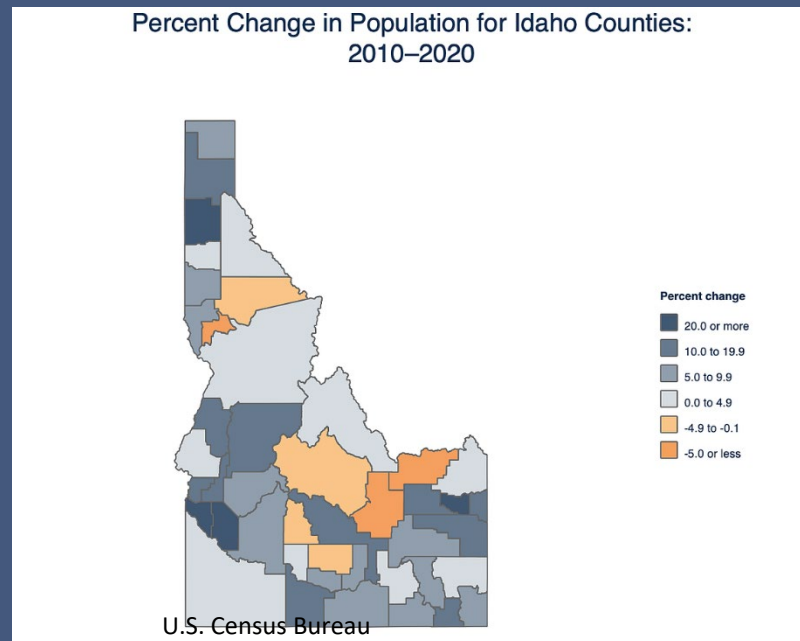 Percent Change in Population for Idaho Counties:
2010–2020
Percent change
20.0 or more
10.0 to 19.9
5.0 to 9.9
0.0 to 4.9
-4.9 to -0.1
-5.0 or less
U.S. Census Bureau